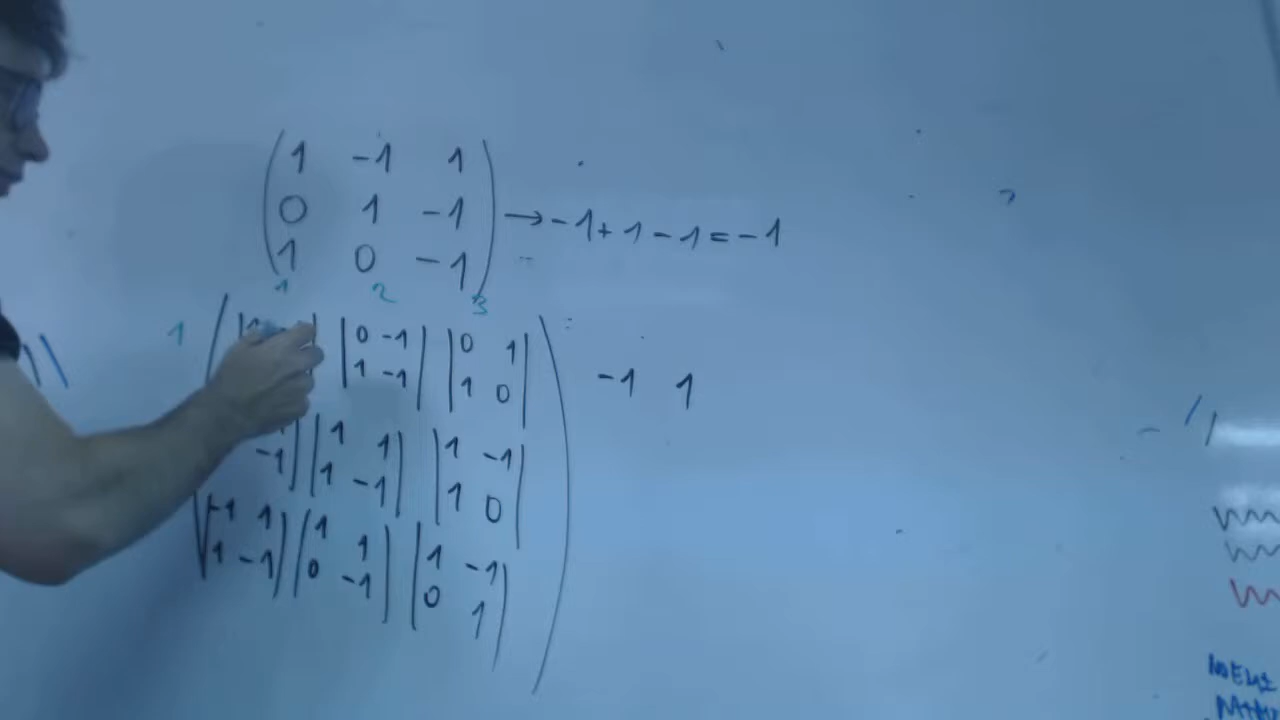 1 -1 1
0 1 -1 → -1+1-1=-1
1 0 -1
1 2 3
1 |0 -1| |0 1| -1 1
|1 -1| |1 0|
|1 1| |1 -1|
-1| |1 -1| |1 0|
-1 1| |1 1| |1 -1|
1 -1| |0 -1| |0 1|